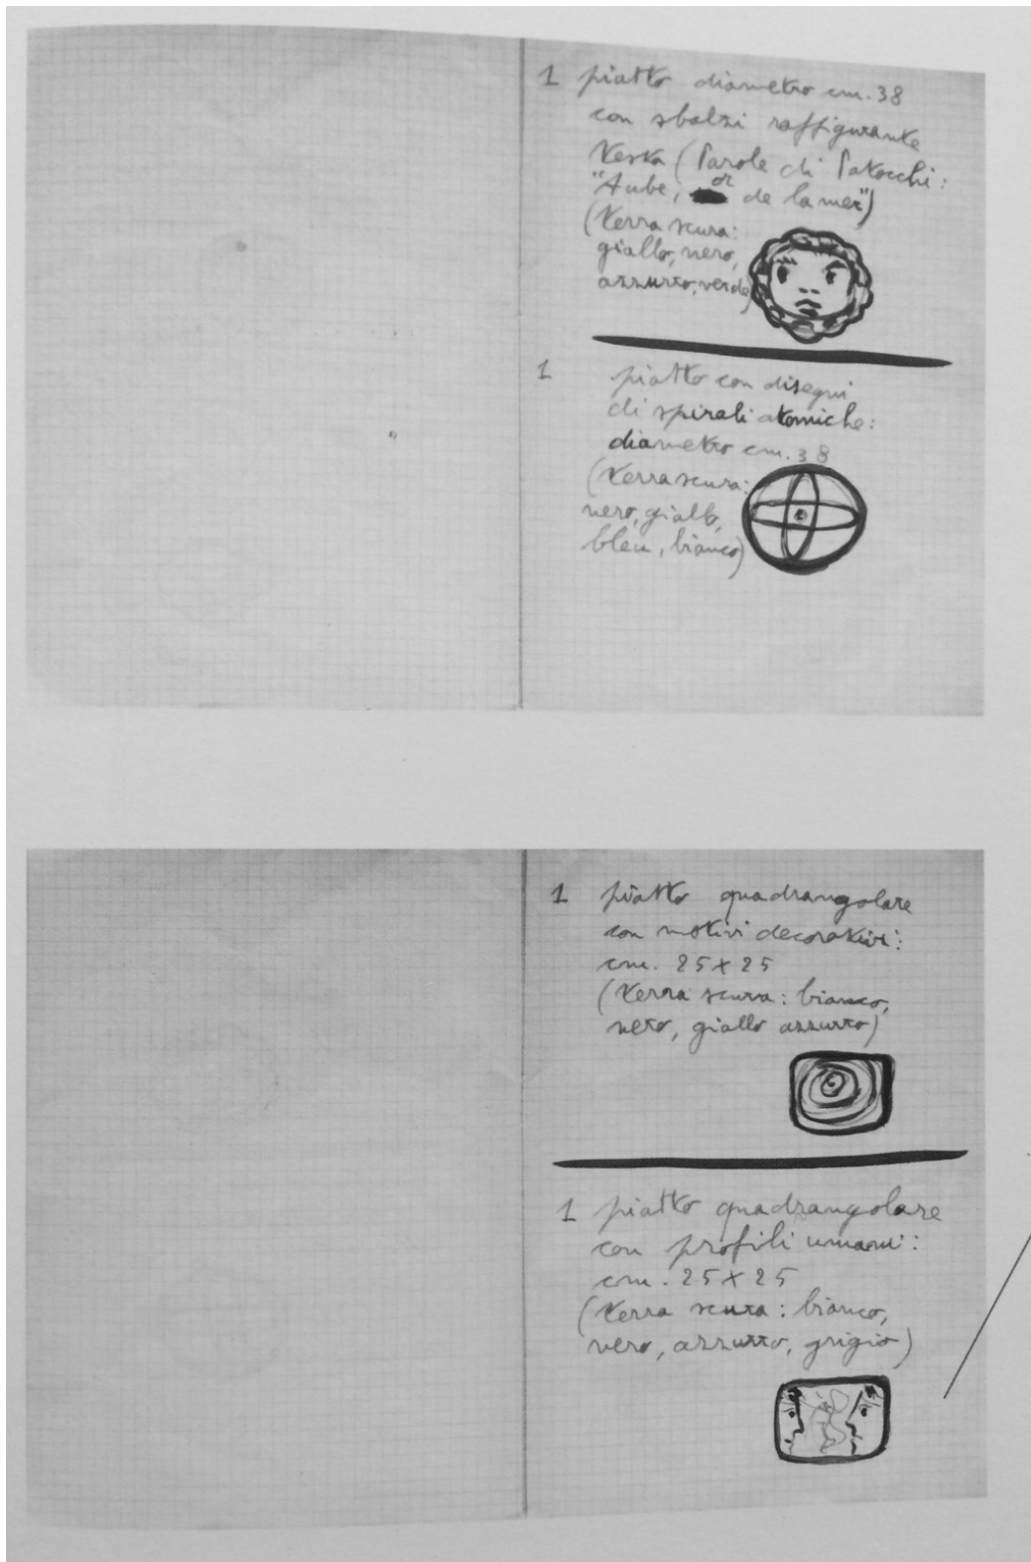 1 piatto diametro cm. 38
con sbalzi raffigurante
testa (Parole di Patocchi:
"Aube, or de la mer")
(terra scura:
giallo, nero,
azzurro, verde)
1 piatto con disegni
di spirali atomiche:
diametro cm. 38
(terra scura:
nero, giallo,
bleu, bianco)
1 piatto quadrangolare
con motivi decorativi:
cm. 25 x 25
(terra scura: bianco,
nero, giallo azzurro)
1 piatto quadrangolare
con profili umani:
cm. 25 x 25
(terra scura: bianco,
nero, azzurro, grigio)